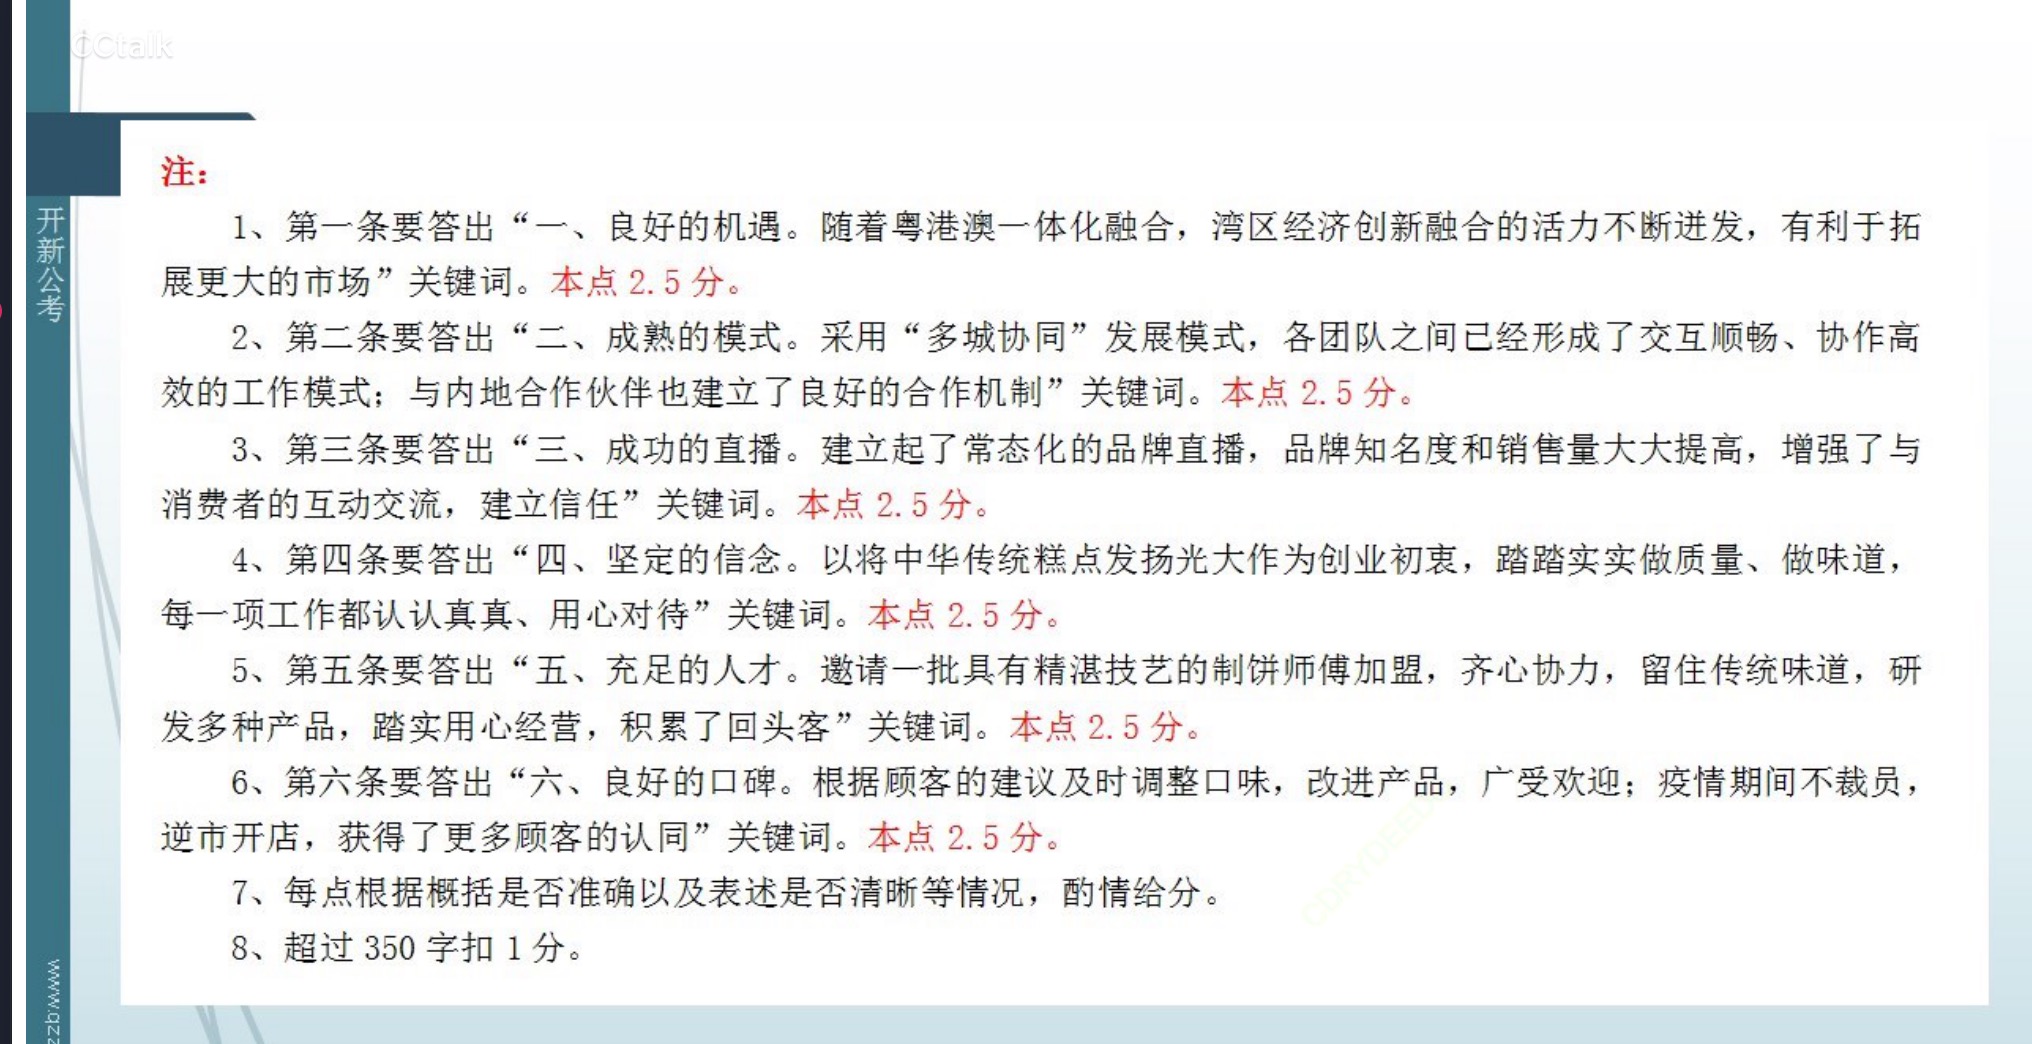 CCtalk
开新公考
注：
1、第一条要答出“一、良好的机遇。随着粤港澳一体化融合，湾区经济创新融合的活力不断迸发，有利于拓
展更大的市场”关键词。本点 2.5 分。
2、第二条要答出“二、成熟的模式。采用“多城协同”发展模式，各团队之间已经形成了交互顺畅、协作高
效的工作模式；与内地合作伙伴也建立了良好的合作机制”关键词。本点 2.5 分。
3、第三条要答出“三、成功的直播。建立起了常态化的品牌直播，品牌知名度和销售量大大提高，增强了与
消费者的互动交流，建立信任”关键词。本点 2.5 分。
4、第四条要答出“四、坚定的信念。以将中华传统糕点发扬光大作为创业初衷，踏踏实实做质量、做味道，
每一项工作都认认真真、用心对待”关键词。本点 2.5 分。
5、第五条要答出“五、充足的人才。邀请一批具有精湛技艺的制饼师傅加盟，齐心协力，留住传统味道，研
发多种产品，踏实用心经营，积累了回头客”关键词。本点 2.5 分。
6、第六条要答出“六、良好的口碑。根据顾客的建议及时调整口味，改进产品，广受欢迎；疫情期间不裁员，
逆市开店，获得了更多顾客的认同”关键词。本点 2.5 分。
7、每点根据概括是否准确以及表述是否清晰等情况，酌情给分。
8、超过 350 字扣 1 分。
www.qzz